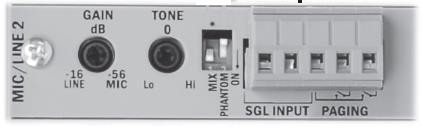 MIC/LINE 2
GAIN
dB
-16
LINE
-56
MIC
TONE
0
Lo
Hi
MIX
PHANTOM
ON
SGL INPUT
PAGING